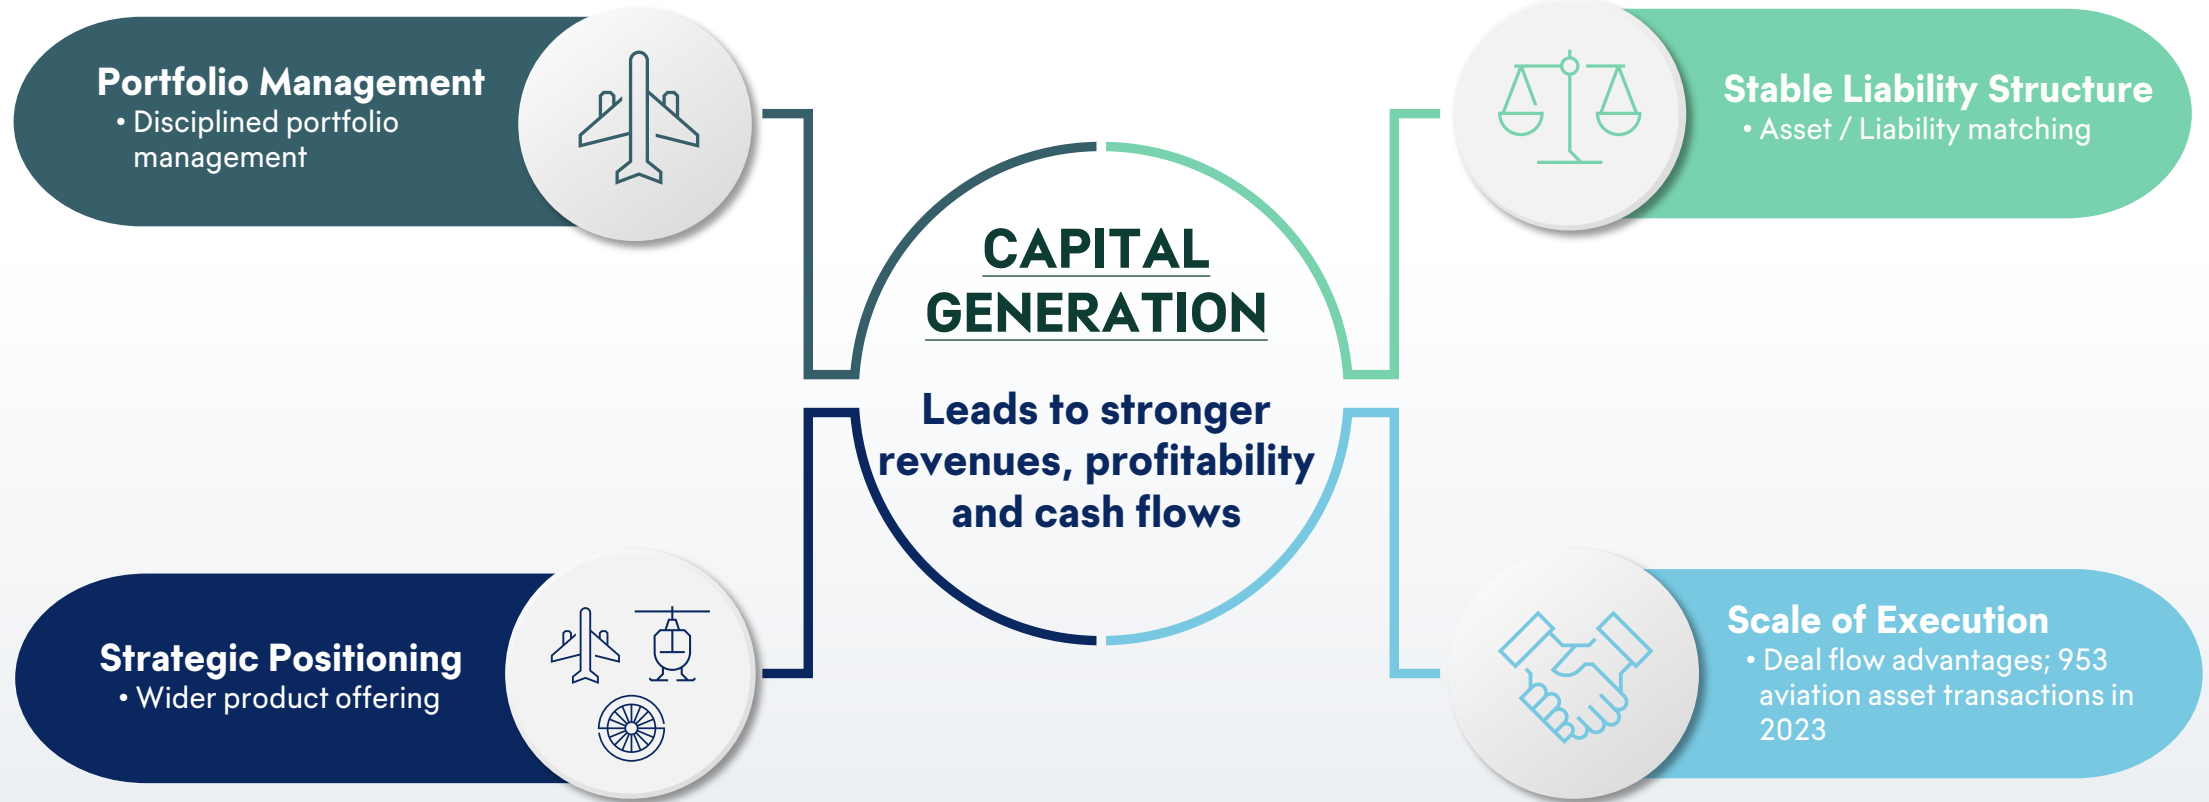 Portfolio Management
• Disciplined portfolio
management
Stable Liability Structure
• Asset / Liability matching
CAPITAL
GENERATION
Leads to stronger
revenues, profitability
and cash flows
Strategic Positioning
• Wider product offering
Scale of Execution
• Deal flow advantages; 953
aviation asset transactions in
2023